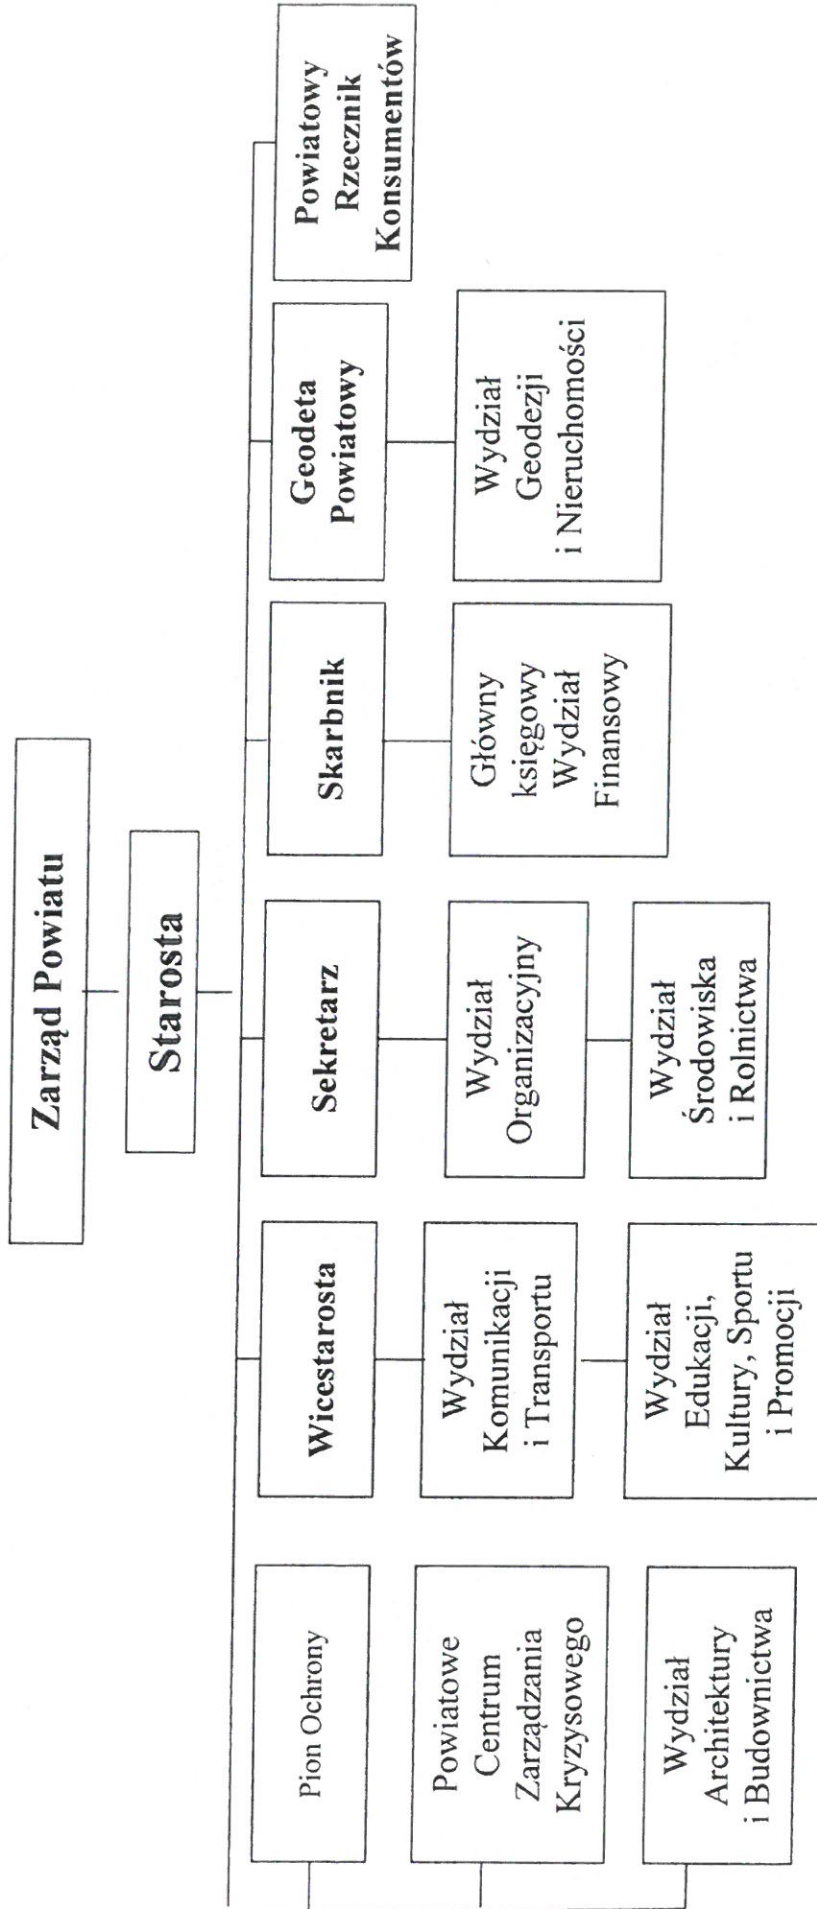 Zarząd Powiatu
Starosta
Pion Ochrony
Powiatowe
Centrum
Zarządzania
Kryzysowego
Wydział
Architektury
i Budownictwa
Wicestarosta
Wydział
Komunikacji
i Transportu
Wydział
Edukacji,
Kultury, Sportu
i Promocji
Sekretarz
Wydział
Organizacyjny
Wydział
Środowiska
i Rolnictwa
Skarbnik
Główny
księgowy
Wydział
Finansowy
Geodeta
Powiatowy
Wydział
Geodezji
i Nieruchomości
Powiatowy
Rzecznik
Konsumentów